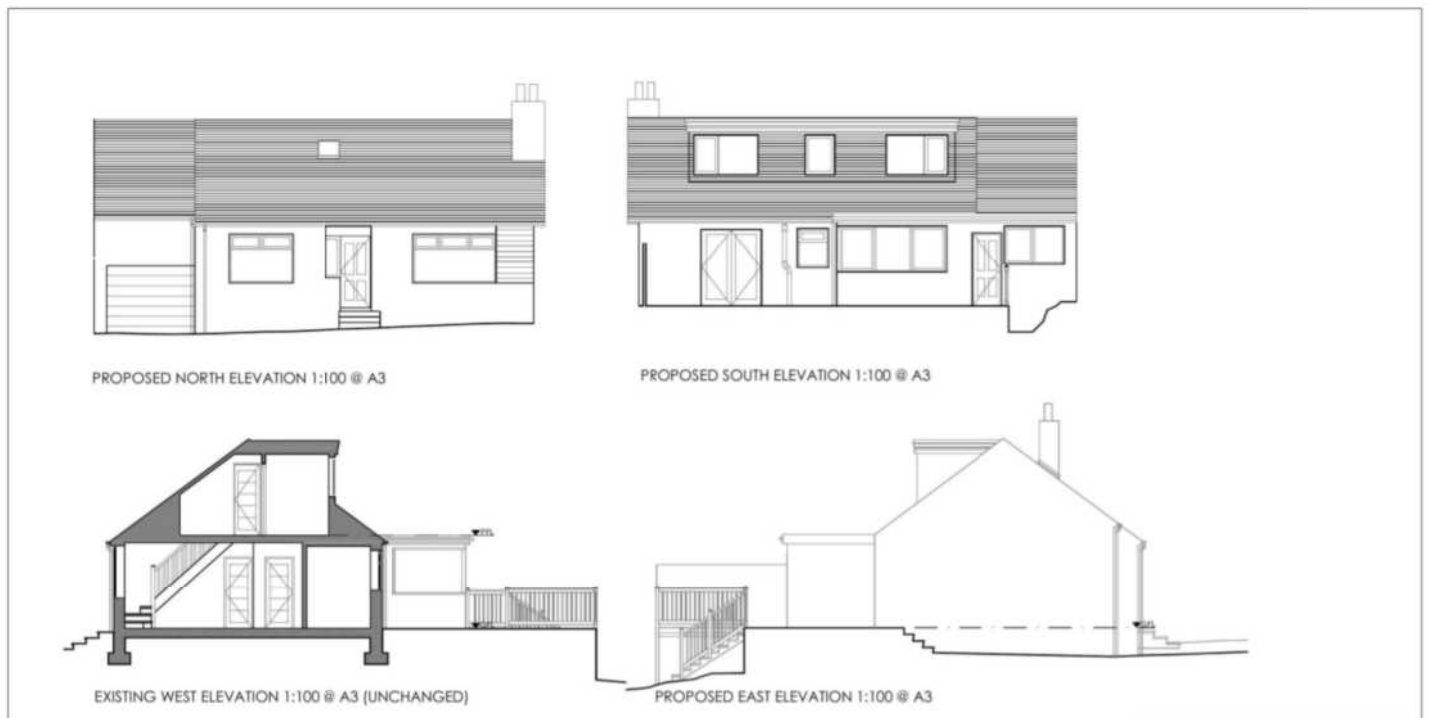 PROPOSED NORTH ELEVATION 1:100 @ A3
PROPOSED SOUTH ELEVATION 1:100 @ A3
EXISTING WEST ELEVATION 1:100 @ A3 (UNCHANGED)
PROPOSED EAST ELEVATION 1:100 @ A3